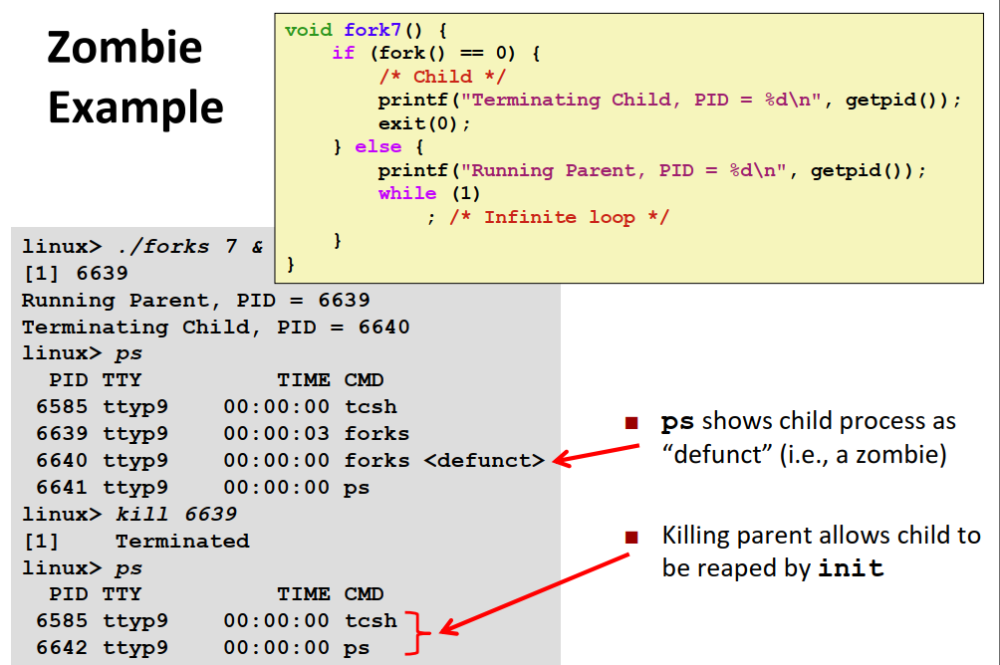 Zombie
Example
void fork7() {
    if (fork() == 0) {
        /* Child */
        printf("Terminating Child, PID = %d\n", getpid());
        exit(0);
    } else {
        printf("Running Parent, PID = %d\n", getpid());
        while (1)
            ; /* Infinite loop */
    }
}
linux> ./forks 7 &
[1] 6639
Running Parent, PID = 6639
Terminating Child, PID = 6640
linux> ps
  PID TTY          TIME CMD
 6585 ttyp9    00:00:00 tcsh
 6639 ttyp9    00:00:03 forks
 6640 ttyp9    00:00:00 forks <defunct>
 6641 ttyp9    00:00:00 ps
linux> kill 6639
[1]    Terminated
linux> ps
  PID TTY          TIME CMD
 6585 ttyp9    00:00:00 tcsh
 6642 ttyp9    00:00:00 ps
■ ps shows child process as
“defunct” (i.e., a zombie)
■ Killing parent allows child to
be reaped by init